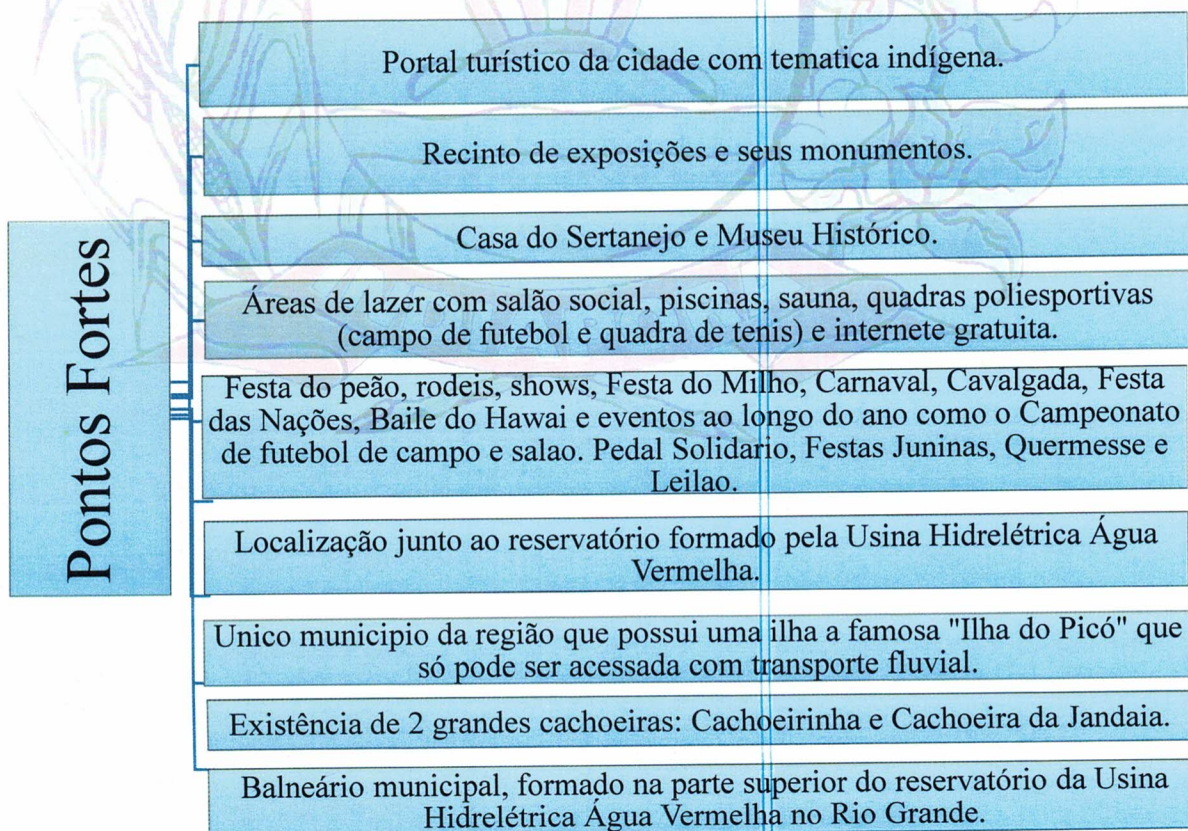 Pontos Fortes
Portal turístico da cidade com tematica indígena.
Recinto de exposições e seus monumentos.
Casa do Sertanejo e Museu Histórico.
Áreas de lazer com salão social, piscinas, sauna, quadras poliesportivas
(campo de futebol e quadra de tenis) e internete gratuita.
Festa do peão, rodeis, shows, Festa do Milho, Carnaval, Cavalgada, Festa
das Nações, Baile do Hawai e eventos ao longo do ano como o Campeonato
de futebol de campo e salao. Pedal Solidario, Festas Juninas, Quermesse e
Leilao.
Localização junto ao reservatório formado pela Usina Hidrelétrica Água
Vermelha.
Unico municipio da região que possui uma ilha a famosa "Ilha do Picó" que
só pode ser acessada com transporte fluvial.
Existência de 2 grandes cachoeiras: Cachoeirinha e Cachoeira da Jandaia.
Balneário municipal, formado na parte superior do reservatório da Usina
Hidrelétrica Água Vermelha no Rio Grande.